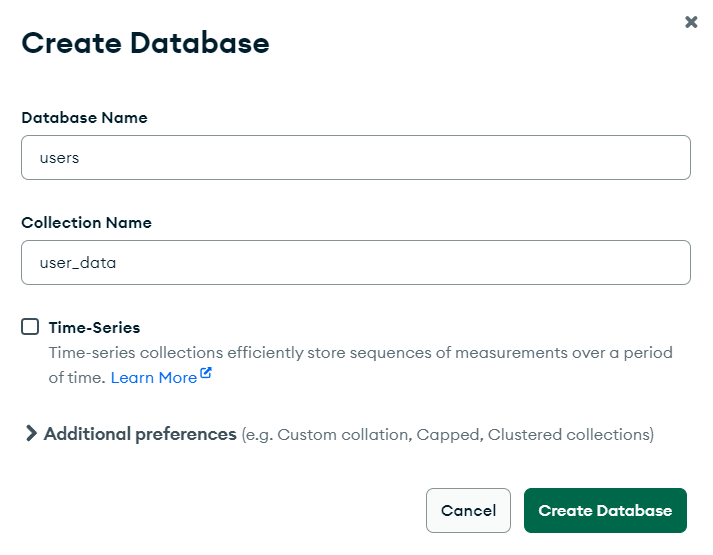 Create Database
Database Name
users
Collection Name
user_data
Time-Series
Time-series collections efficiently store sequences of measurements over a period
of time. Learn More
Additional preferences (e.g. Custom collation, Capped, Clustered collections)
Cancel
Create Database